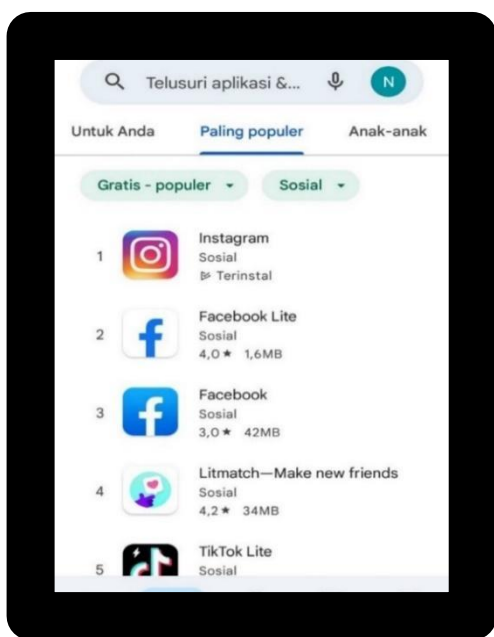 Telusuri aplikasi &...
N
Untuk Anda Paling populer Anak-anak
Gratis - populer Sosial
1
Instagram
Sosial
Terinstal
2
Facebook Lite
Sosial
4,0★ 1,6MB
3
Facebook
Sosial
3,0★ 42MB
4
Litmatch—Make new friends
Sosial
4,2★ 34MB
5
TikTok Lite
Sosial